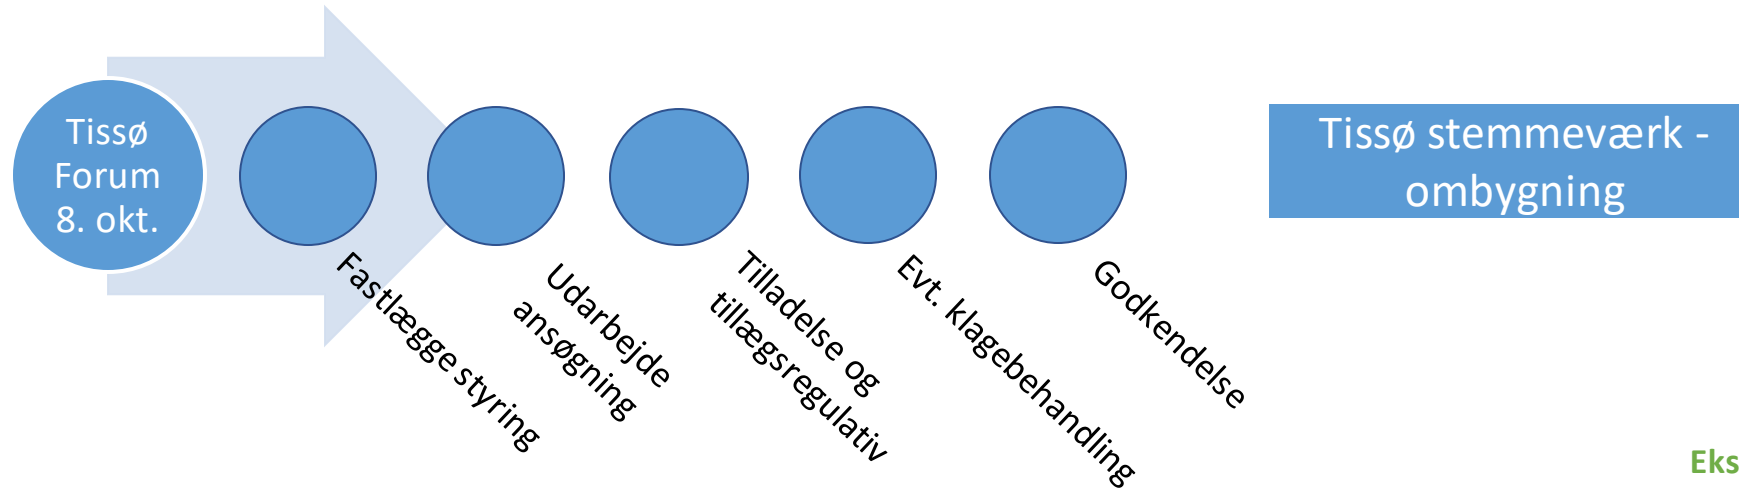 Tissø
Forum
8. okt.
Fastlægge styring
Udarbejde
ansøgning
Tilladelse og
tillægsregulativ
Evt. klagebehandling
Godkendelse
Tissø stemmeværk -
ombygning
Eks